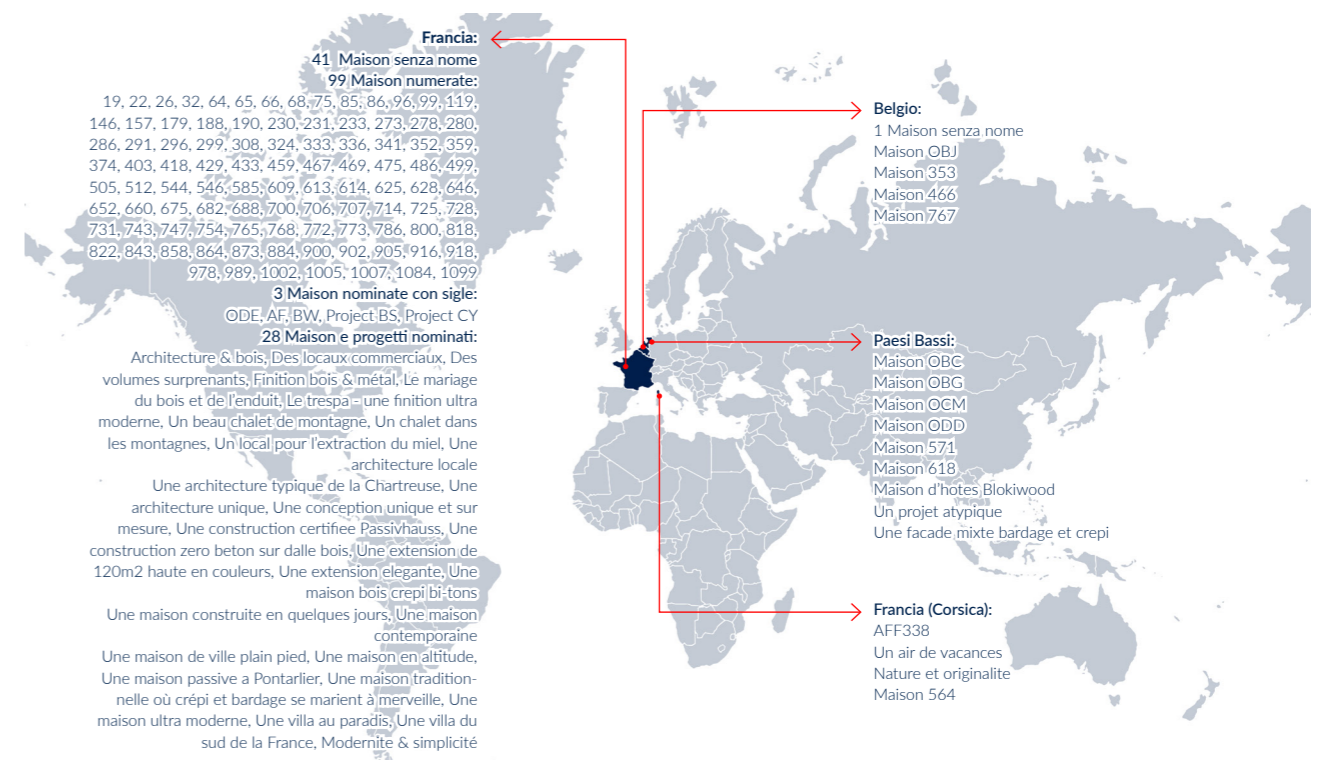 Francia:
41 Maison senza nome
99 Maison numerate:
19, 22, 26, 32, 64, 65, 66, 68, 75, 85, 86, 96, 99, 119,
146, 157, 179, 188, 190, 230, 231, 233, 273, 278, 280,
286, 291, 296, 299, 308, 324, 333, 336, 341, 352, 359,
374, 403, 418, 429, 433, 459, 467, 469, 475, 486, 499,
505, 512, 544, 546, 585, 609, 613, 614, 625, 628, 646,
652, 660, 675, 682, 688, 700, 706, 707, 714, 725, 728,
731, 743, 747, 754, 765, 768, 772, 773, 786, 800, 818,
822, 843, 858, 864, 873, 884, 900, 902, 905, 916, 918,
978, 989, 1002, 1005, 1007, 1084, 1099
3 Maison nominate con sigle:
ODE, AF, BW, Project BS, Project CY
28 Maison e progetti nominati:
Architecture & bois, Des locaux commerciaux, Des
volumes surprenants, Finition bois & métal, Le mariage
du bois et de l'enduit, Le trespa - une finition ultra
moderne, Un beau chalet de montagne, Un chalet dans
les montagnes, Un local pour l'extraction du miel, Une
architecture locale
Une architecture typique de la Chartreuse, Une
architecture unique, Une conception unique et sur
mesure, Une construction certifiee Passivhauss, Une
construction zero beton sur dalle bois, Une extension de
120m2 haute en couleurs, Une extension elegante, Une
maison bois crepi bi-tons
Une maison construite en quelques jours, Une maison
contemporaine
Une maison de ville plain pied, Une maison en altitude,
Une maison passive a Pontarlier, Une maison tradition-
nelle où crépi et bardage se marient à merveille, Une
maison ultra moderne, Une villa au paradis, Une villa du
sud de la France, Modernite & simplicité
Belgio:
1 Maison senza nome
Maison OBJ
Maison 353
Maison 466
Maison 767
Paesi Bassi:
Maison OBC
Maison OBG
Maison OCM
Maison ODD
Maison 571
Maison 618
Maison d'hotes Blokiwood
Un projet atypique
Une facade mixte bardage et crepi
Francia (Corsica):
AFF338
Un air de vacances
Nature et originalite
Maison 564